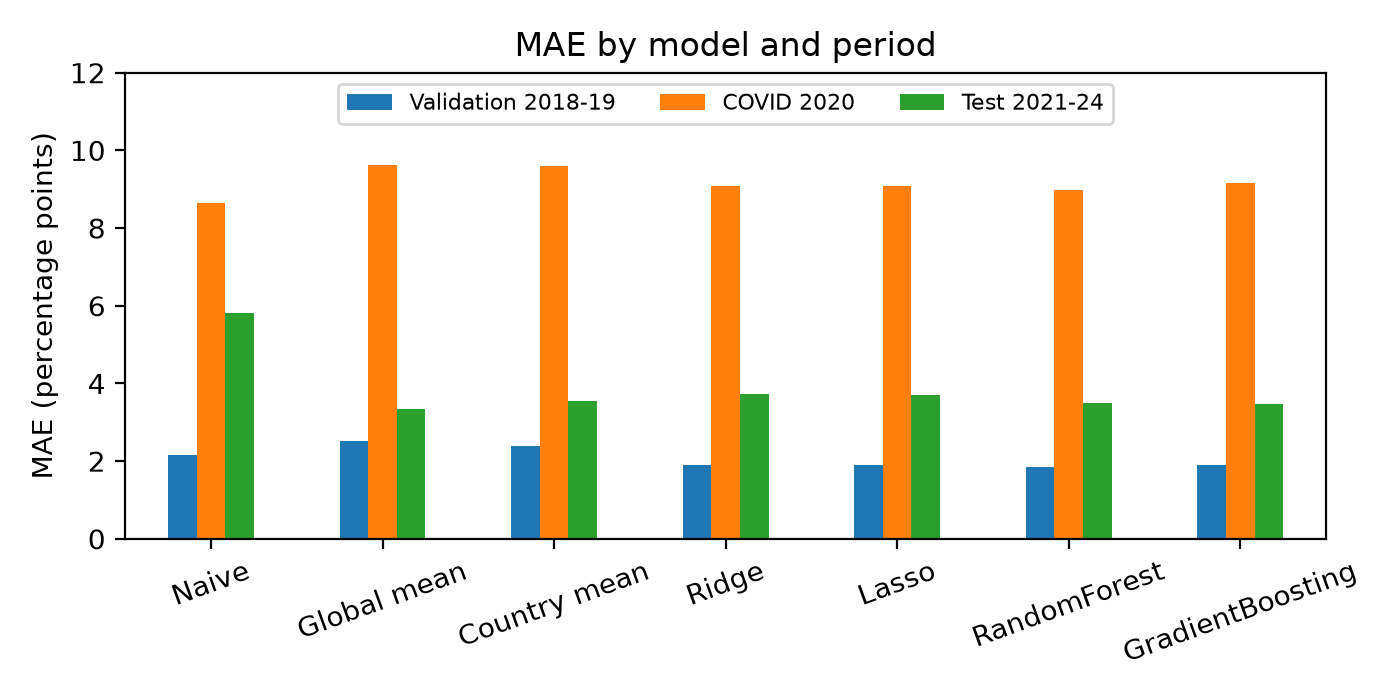 MAE by model and period
MAE (percentage points)
12
10
8
6
4
2
0
Validation 2018-19
COVID 2020
Test 2021-24
Naive
Global mean
Country mean
Ridge
Lasso
RandomForest
GradientBoosting